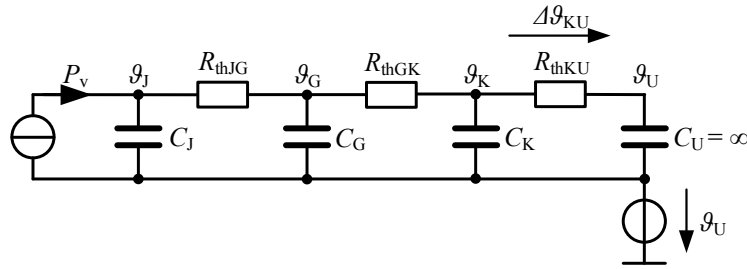 Δϑ_KU
P_v ϑ_J R_thJG ϑ_G R_thGK ϑ_K R_thKU ϑ_U
C_J C_G C_K C_U = ∞
ϑ_U